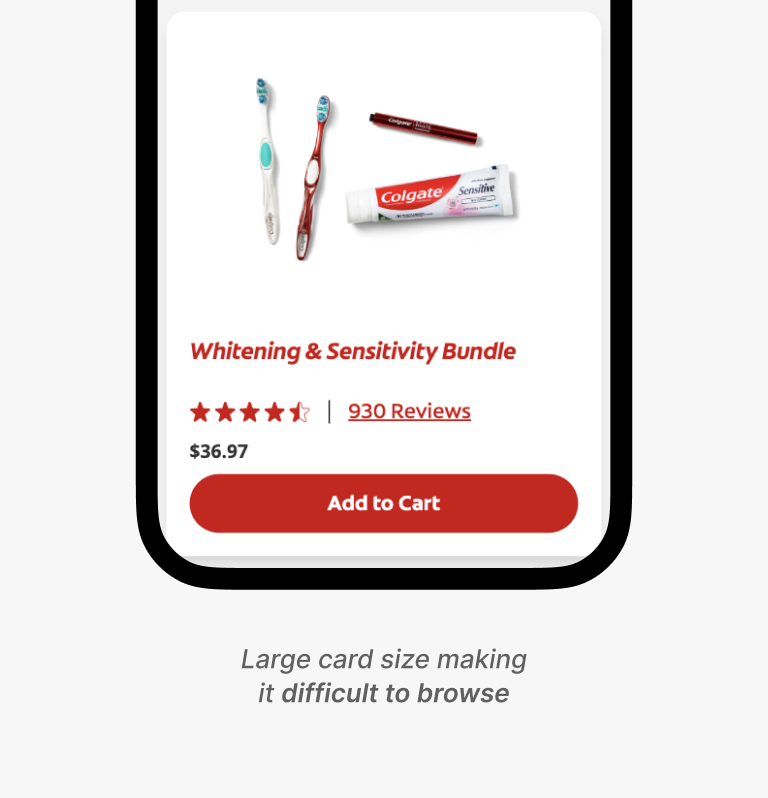 Colgate
Colgate
Sensitive
Whitening & Sensitivity Bundle
930 Reviews
$36.97
Add to Cart
Large card size making
it difficult to browse